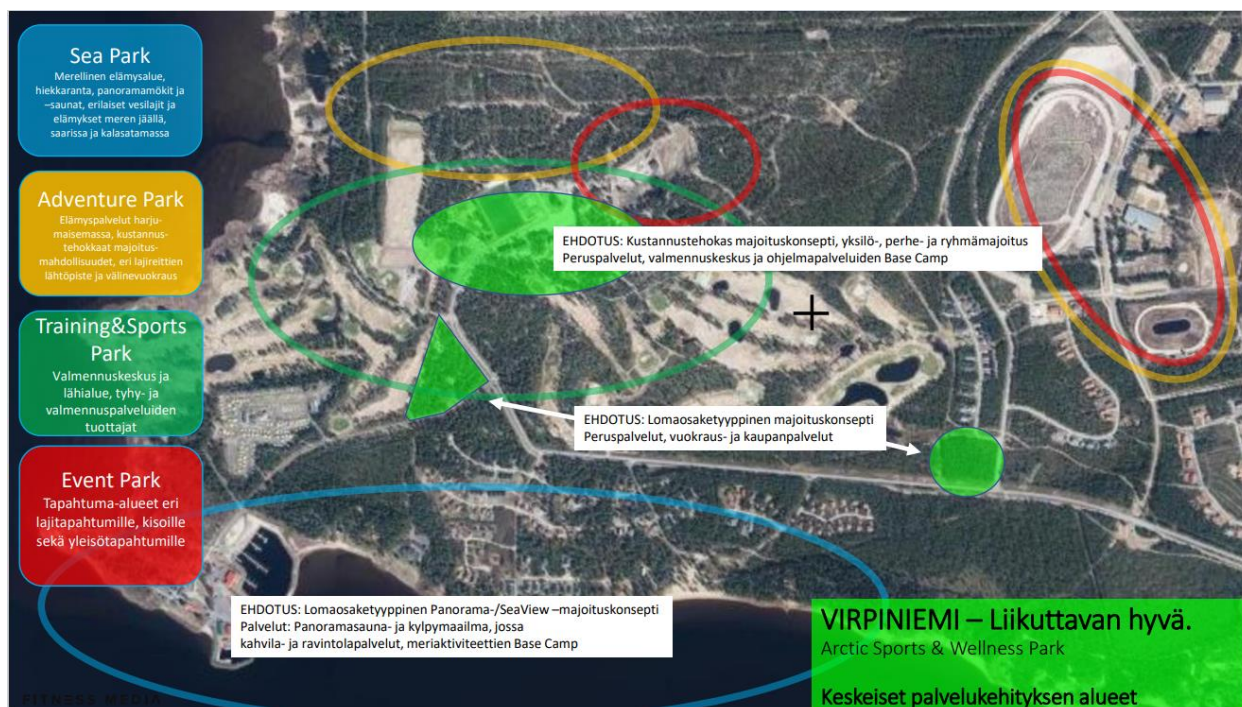 Sea Park
Merellinen elämysalue,
hiekkaranta, panoramamökit ja
–saunat, erilaiset vesilajit ja
elämykset meren jäällä,
saarissa ja kalasatamassa
Adventure Park
Elämyspalvelut harju-
maisemassa, kustannus-
tehokkaat majoitus-
mahdollisuudet, eri lajireittien
lähtöpiste ja välinevuokraus
Training&Sports
Park
Valmennuskeskus ja
lähialue, tyhy- ja
valmennuspalveluiden
tuottajat
Event Park
Tapahtuma-alueet eri
lajitapahtumille, kisoille
sekä yleisötapahtumille
EHDOTUS: Kustannustehokas majoituskonsepti, yksilö-, perhe- ja ryhmämajoitus
Peruspalvelut, valmennuskeskus ja ohjelmapalveluiden Base Camp
EHDOTUS: Lomaosaketyyppinen majoituskonsepti
Peruspalvelut, vuokraus- ja kaupanpalvelut
EHDOTUS: Lomaosaketyyppinen Panorama-/SeaView –majoituskonsepti
Palvelut: Panoramasauna- ja kylpymaailma, jossa
kahvila- ja ravintolapalvelut, meriaktiviteettien Base Camp
VIRPINIEMI – Liikuttavan hyvä.
Arctic Sports & Wellness Park
Keskeiset palvelukehityksen alueet
FITNESS MEDIA